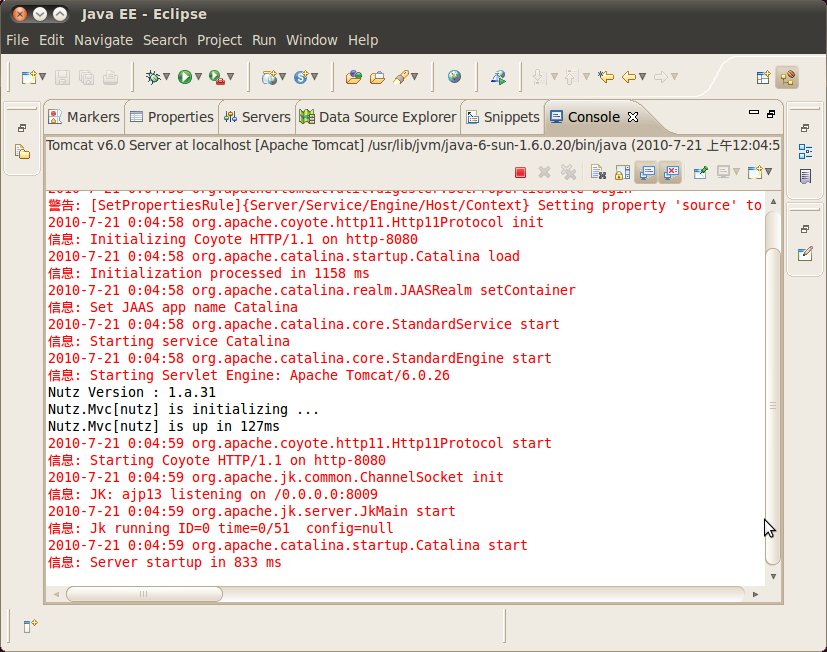 Java EE - Eclipse
File Edit Navigate Search Project Run Window Help
Markers Properties Servers Data Source Explorer Snippets Console
Tomcat v6.0 Server at localhost [Apache Tomcat] /usr/lib/jvm/java-6-sun-1.6.0.20/bin/java (2010-7-21 上午12:04:5
警告: [SetPropertiesRule]{Server/Service/Engine/Host/Context} Setting property 'source' to
2010-7-21 0:04:58 org.apache.coyote.http11.Http11Protocol init
信息: Initializing Coyote HTTP/1.1 on http-8080
2010-7-21 0:04:58 org.apache.catalina.startup.Catalina load
信息: Initialization processed in 1158 ms
2010-7-21 0:04:58 org.apache.catalina.realm.JAASRealm setContainer
信息: Set JAAS app name Catalina
2010-7-21 0:04:58 org.apache.catalina.core.StandardService start
信息: Starting service Catalina
2010-7-21 0:04:58 org.apache.catalina.core.StandardEngine start
信息: Starting Servlet Engine: Apache Tomcat/6.0.26
Nutz Version : 1.a.31
Nutz.Mvc[nutz] is initializing ...
Nutz.Mvc[nutz] is up in 127ms
2010-7-21 0:04:59 org.apache.coyote.http11.Http11Protocol start
信息: Starting Coyote HTTP/1.1 on http-8080
2010-7-21 0:04:59 org.apache.jk.common.ChannelSocket init
信息: JK: ajp13 listening on /0.0.0.0:8009
2010-7-21 0:04:59 org.apache.jk.server.JkMain start
信息: Jk running ID=0 time=0/51  config=null
2010-7-21 0:04:59 org.apache.catalina.startup.Catalina start
信息: Server startup in 833 ms